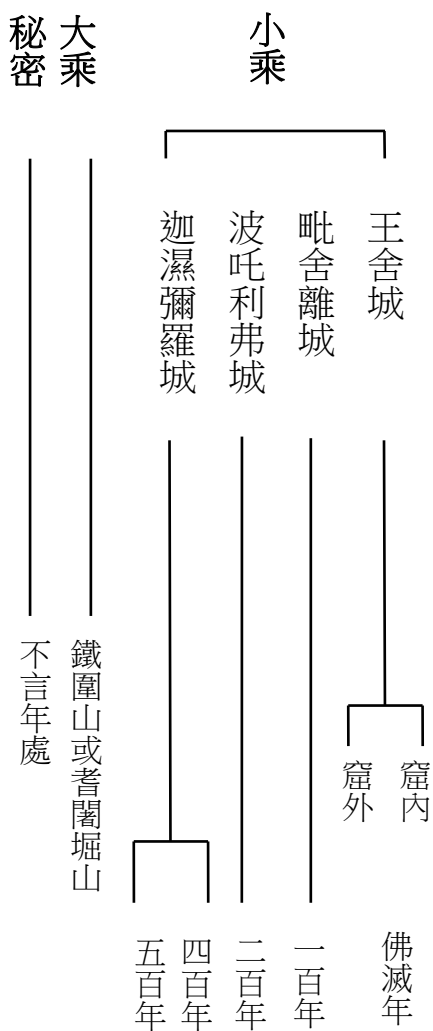 小乘
王舍城
窟內
窟外
佛滅年
毗舍離城
一百年
波吒利弗城
二百年
迦濕彌羅城
四百年
五百年
大乘
鐵圍山或耆闍堀山
秘密
不言年處